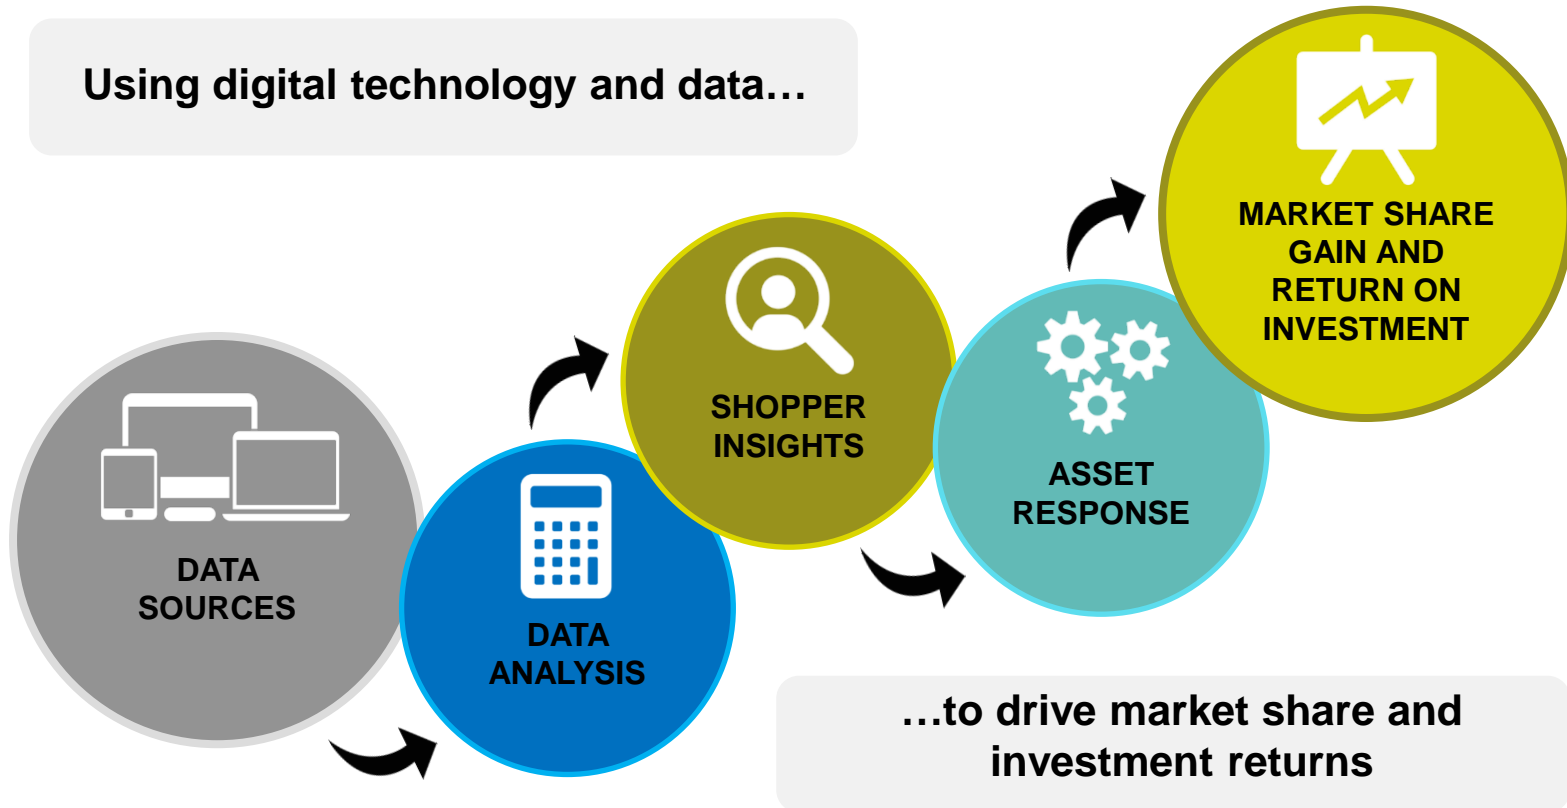 Using digital technology and data…
MARKET SHARE
GAIN AND
RETURN ON
INVESTMENT
SHOPPER
INSIGHTS
ASSET
RESPONSE
DATA
SOURCES
DATA
ANALYSIS
…to drive market share and
investment returns